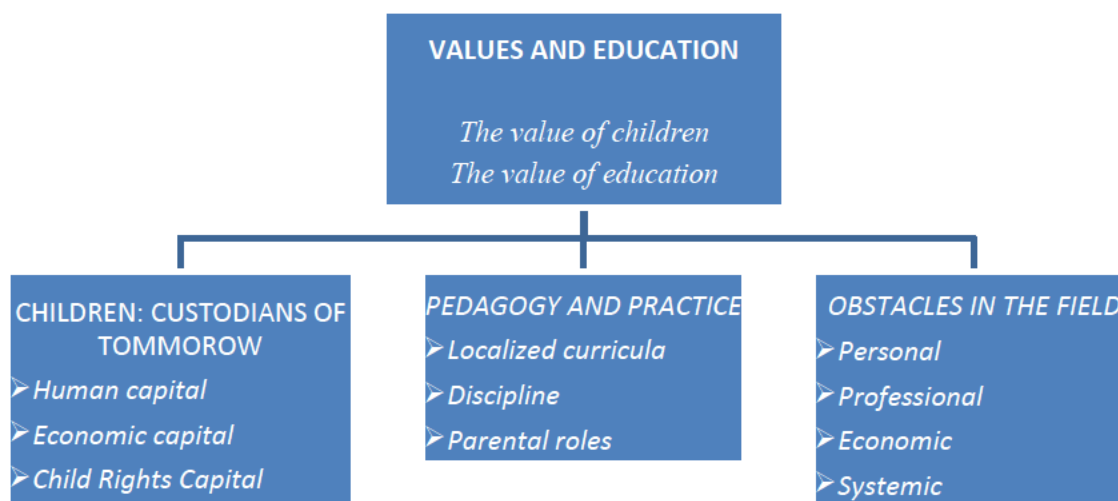 VALUES AND EDUCATION
The value of children
The value of education
CHILDREN: CUSTODIANS OF
TOMMOROW
➢ Human capital
➢ Economic capital
➢ Child Rights Capital
PEDAGOGY AND PRACTICE
➢ Localized curricula
➢ Discipline
➢ Parental roles
OBSTACLES IN THE FIELD
➢ Personal
➢ Professional
➢ Economic
➢ Systemic